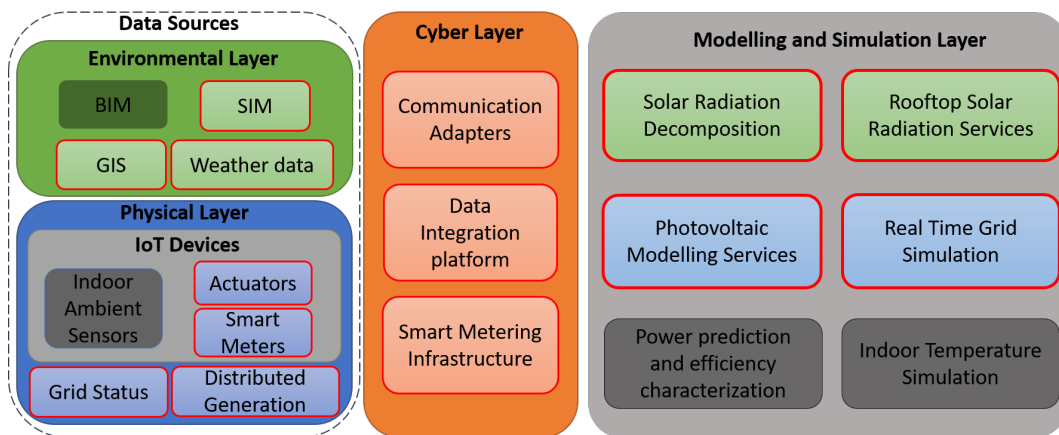 Data Sources
Environmental Layer
BIM
SIM
GIS
Weather data
Physical Layer
IoT Devices
Indoor
Ambient
Sensors
Actuators
Smart
Meters
Grid Status
Distributed
Generation
Cyber Layer
Communication
Adapters
Data
Integration
platform
Smart Metering
Infrastructure
Modelling and Simulation Layer
Solar Radiation
Decomposition
Rooftop Solar
Radiation Services
Photovoltaic
Modelling Services
Real Time Grid
Simulation
Power prediction
and efficiency
characterization
Indoor Temperature
Simulation